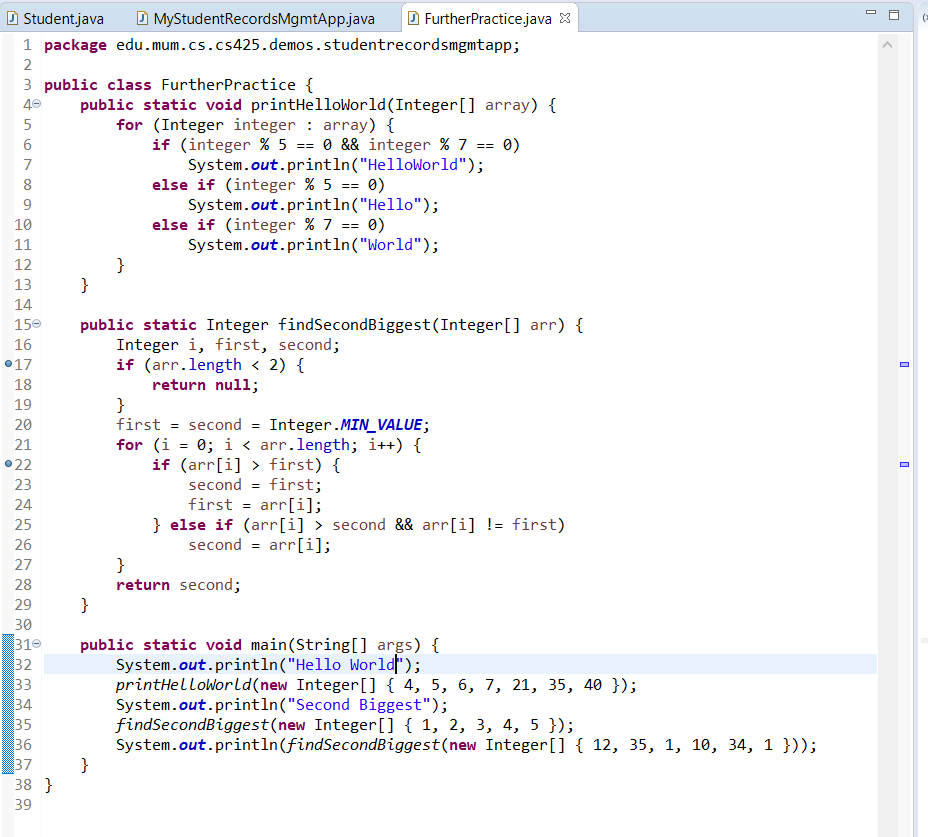 Student.java MyStudentRecordsMgmtApp.java FurtherPractice.java
1 package edu.mum.cs.cs425.demos.studentrecordsmgmtapp;
2
3 public class FurtherPractice {
4 public static void printHelloWorld(Integer[] array) {
5 for (Integer integer : array) {
6 if (integer % 5 == 0 && integer % 7 == 0)
7 System.out.println("HelloWorld");
8 else if (integer % 5 == 0)
9 System.out.println("Hello");
10 else if (integer % 7 == 0)
11 System.out.println("World");
12 }
13 }
14
15 public static Integer findSecondBiggest(Integer[] arr) {
16 Integer i, first, second;
17 if (arr.length < 2) {
18 return null;
19 }
20 first = second = Integer.MIN_VALUE;
21 for (i = 0; i < arr.length; i++) {
22 if (arr[i] > first) {
23 second = first;
24 first = arr[i];
25 } else if (arr[i] > second && arr[i] != first)
26 second = arr[i];
27 }
28 return second;
29 }
30
31 public static void main(String[] args) {
32 System.out.println("Hello World");
33 printHelloWorld(new Integer[] { 4, 5, 6, 7, 21, 35, 40 });
34 System.out.println("Second Biggest");
35 findSecondBiggest(new Integer[] { 1, 2, 3, 4, 5 });
36 System.out.println(findSecondBiggest(new Integer[] { 12, 35, 1, 10, 34, 1 }));
37 }
38 }
39